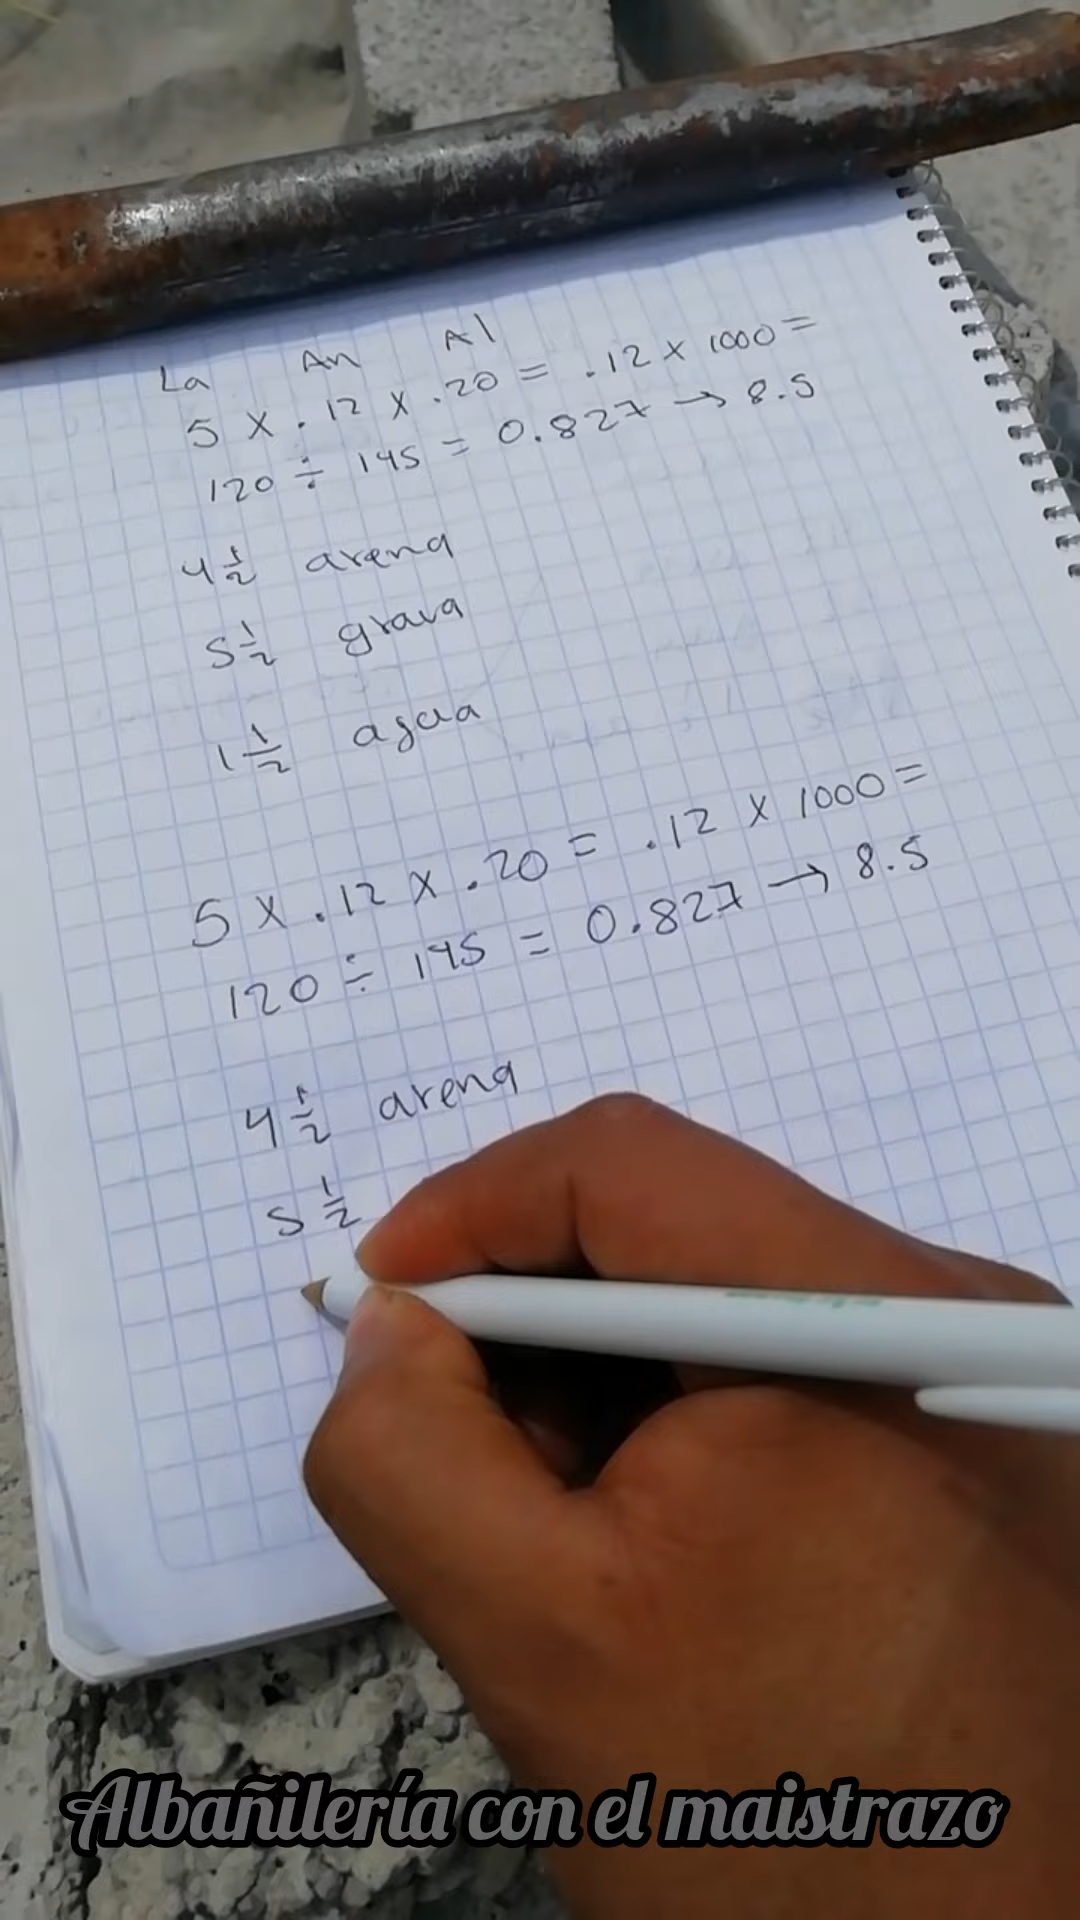 La An Al
5 x .12 x .20 = .12 x 1000 =
120 ÷ 145 = 0.827 → 8.5
4 1/2 arena
5 1/2 grava
1 1/2 agua
5 x .12 x .20 = .12 x 1000 =
120 ÷ 145 = 0.827 → 8.5
4 1/2 arena
5 1/2
Albañilería con el maistrazo